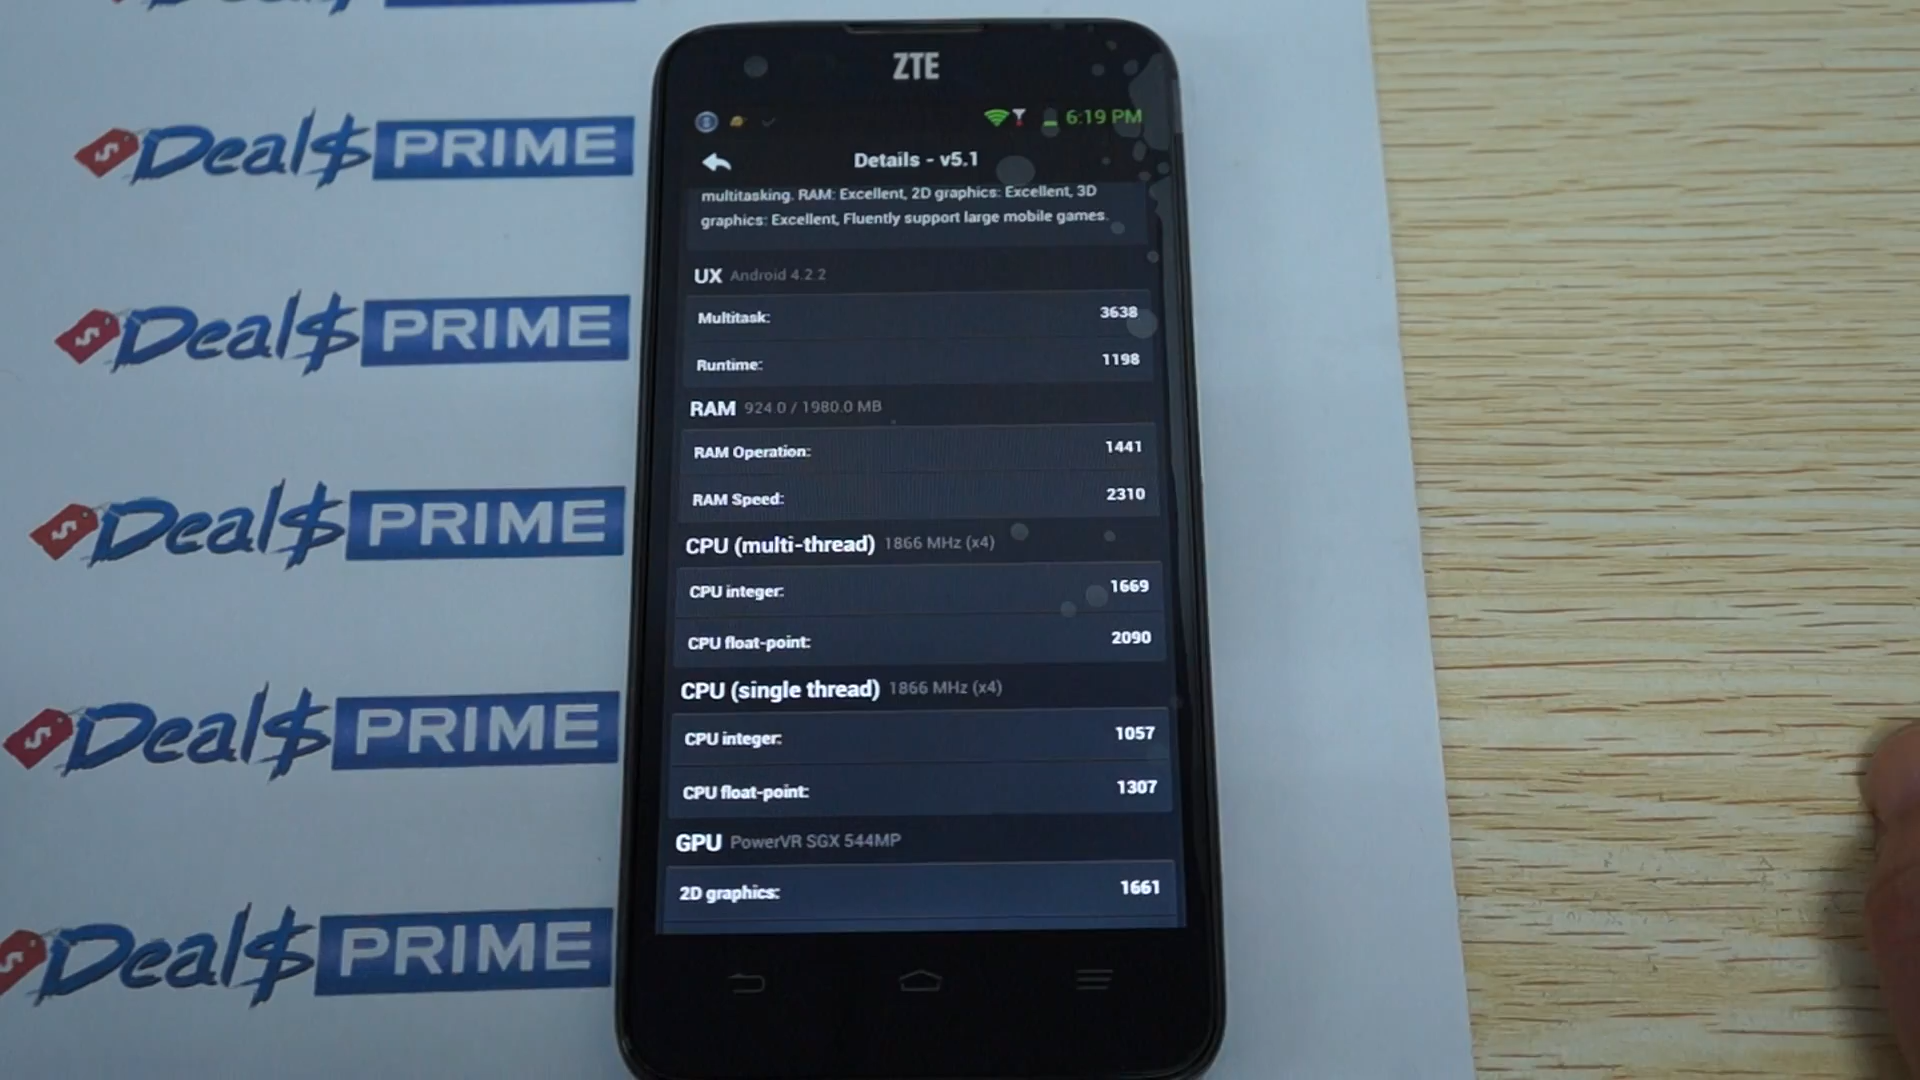 ZTE
6:19 PM
Details - v5.1
multitasking. RAM: Excellent, 2D graphics: Excellent, 3D
graphics: Excellent, Fluently support large mobile games.
UX Android 4.2.2
Multitask: 3638
Runtime: 1198
RAM 924.0 / 1980.0 MB
RAM Operation: 1441
RAM Speed: 2310
CPU (multi-thread) 1866 MHz (x4)
CPU integer: 1669
CPU float-point: 2090
CPU (single thread) 1866 MHz (x4)
CPU integer: 1057
CPU float-point: 1307
GPU PowerVR SGX 544MP
2D graphics: 1661
Deal$ PRIME
Deal$ PRIME
Deal$ PRIME
Deal$ PRIME
Deal$ PRIME